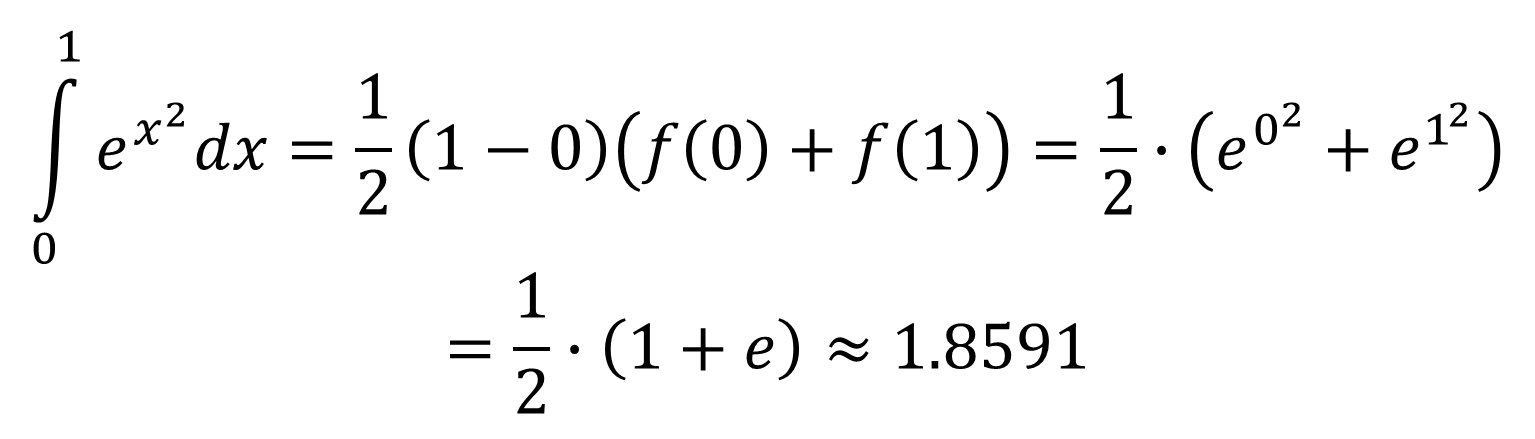 ∫₀¹ e^{x²} dx = 1/2 (1 − 0)(f(0) + f(1)) = 1/2 · (e^{0²} + e^{1²})
= 1/2 · (1 + e) ≈ 1.8591